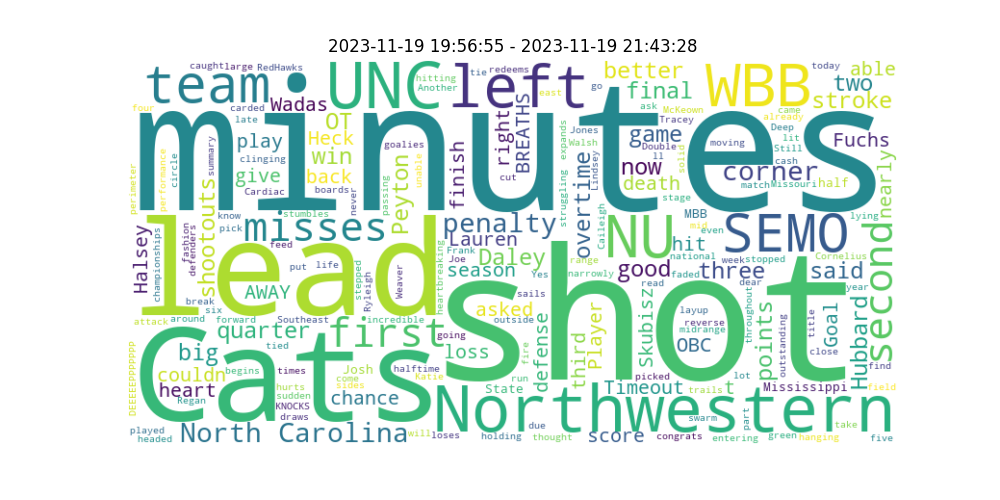 2023-11-19 19:56:55 - 2023-11-19 21:43:28
caught large RedHawks hitting tie redeems go better today able
team UNC left Another final WBB two
four carded Wadas OT east ask McKeown came already stroke
late play Heck goalies BREATHS right expands Jones Tracey Deep lit Fuchs
minutes
perimeter performance circle clinging summary win Peyton unable finish cut Walsh game Double moving Still cash
give back passing struggling Lindsey now ll solid corner nearly
Cardiac boards never overtime death stage match Missouri half
shootouts know stumbles misses penalty Caileigh NU MBB mid even SEMO lying
Halsey fashion defenders pick feed Lauren Frank Joe Daley range hit national week stopped Cornelius second
championships lead put life Weaver heartbreaking season Yes narrowly good faded three dear said year
break AWAY Ryleigh stepped sails asked read layup reverse midrange throughout
six shot
attack around forward Southeast incredible outside Player Skubisz OBC points outstanding title Goal Hubbard
quarter first going defense third close
DEEEEEPPPPPPP big tied loss fire find
Cats couldn begins times Josh halftime Katie State run picked lot Mississippi field
heart hurts come sides Timeout t trails
Regan sudden KNOCKS chance Northwestern swarm part take
draws
played headed North Carolina will loses holding due thought score congrats entering green hanging five